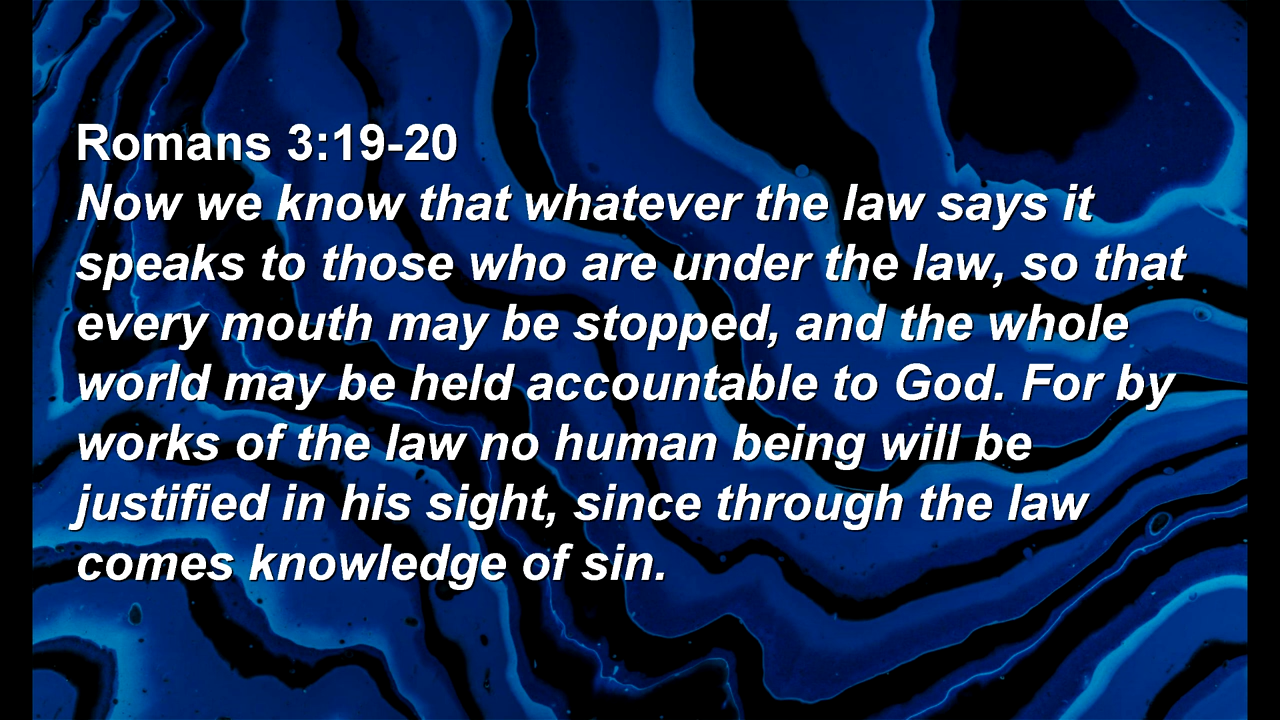 Romans 3:19-20
Now we know that whatever the law says it
speaks to those who are under the law, so that
every mouth may be stopped, and the whole
world may be held accountable to God. For by
works of the law no human being will be
justified in his sight, since through the law
comes knowledge of sin.